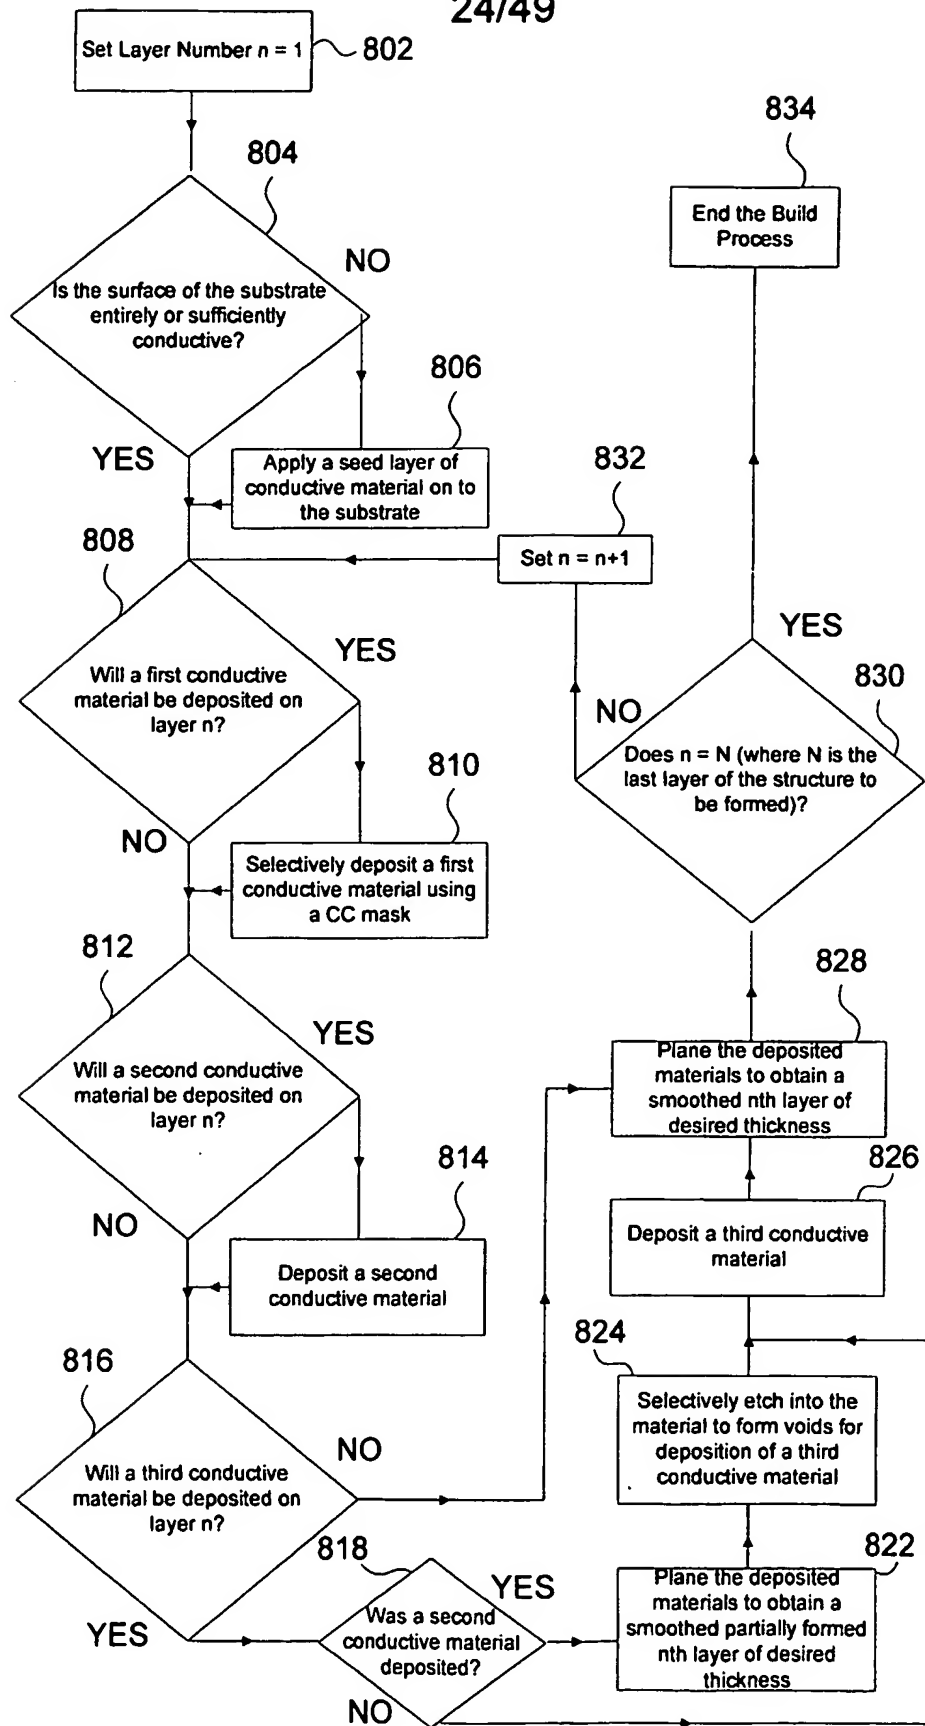 24/49
Set Layer Number n = 1
802
804
NO
Is the surface of the substrate
entirely or sufficiently
conductive?
YES
806
Apply a seed layer of
conductive material on to
the substrate
808
832
Set n = n+1
YES
Will a first conductive
material be deposited on
layer n?
NO
810
Selectively deposit a first
conductive material using
a CC mask
812
YES
Will a second conductive
material be deposited on
layer n?
NO
814
Deposit a second
conductive material
816
NO
Will a third conductive
material be deposited on
layer n?
YES
818
YES
Was a second
conductive material
deposited?
NO
822
Plane the deposited
materials to obtain a
smoothed partially formed
nth layer of desired
thickness
824
Selectively etch into the
material to form voids for
deposition of a third
conductive material
826
Deposit a third conductive
material
828
Plane the deposited
materials to obtain a
smoothed nth layer of
desired thickness
830
YES
NO
Does n = N (where N is the
last layer of the structure to
be formed)?
834
End the Build
Process